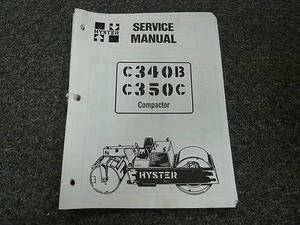 HYSTER
SERVICE
MANUAL
C340B
C350C
Compactor
HYSTER